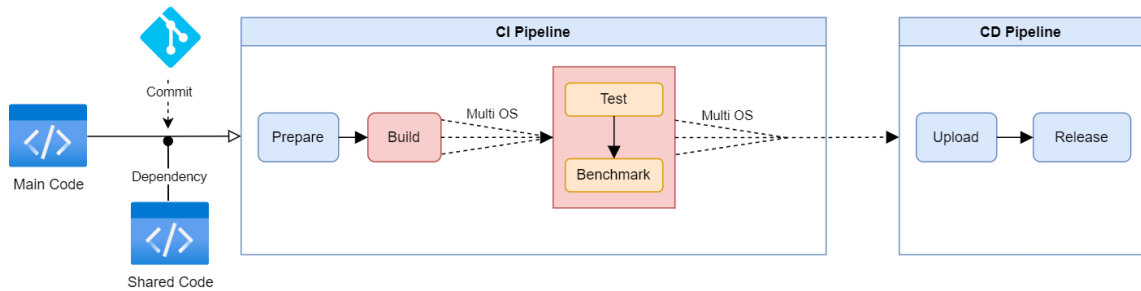 CI Pipeline
CD Pipeline
Commit
Main Code
Dependency
Shared Code
Prepare
Build
Multi OS
Test
Benchmark
Multi OS
Upload
Release